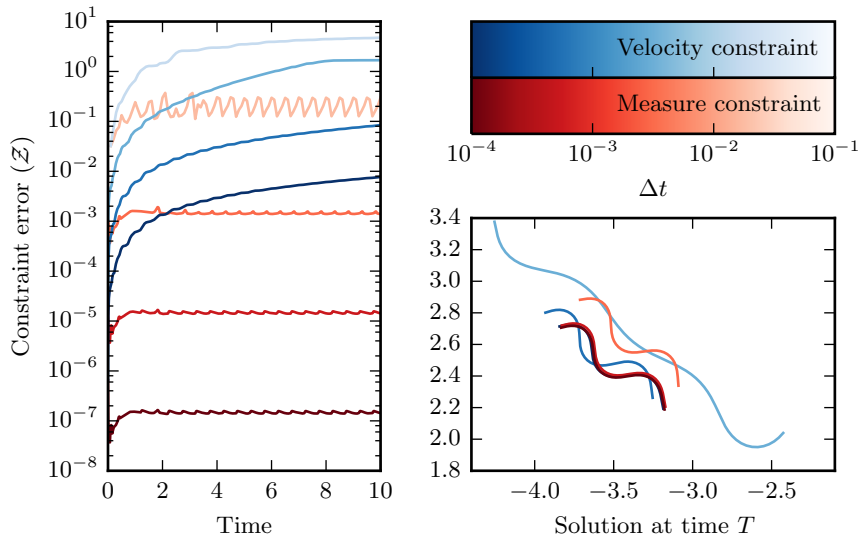 10^1
10^0
10^−1
10^−2
10^−3
10^−4
10^−5
10^−6
10^−7
10^−8
Constraint error (𝒵)
0 2 4 6 8 10
Time
Velocity constraint
Measure constraint
10^−4 10^−3 10^−2 10^−1
Δt
3.4
3.2
3.0
2.8
2.6
2.4
2.2
2.0
1.8
−4.0 −3.5 −3.0 −2.5
Solution at time T